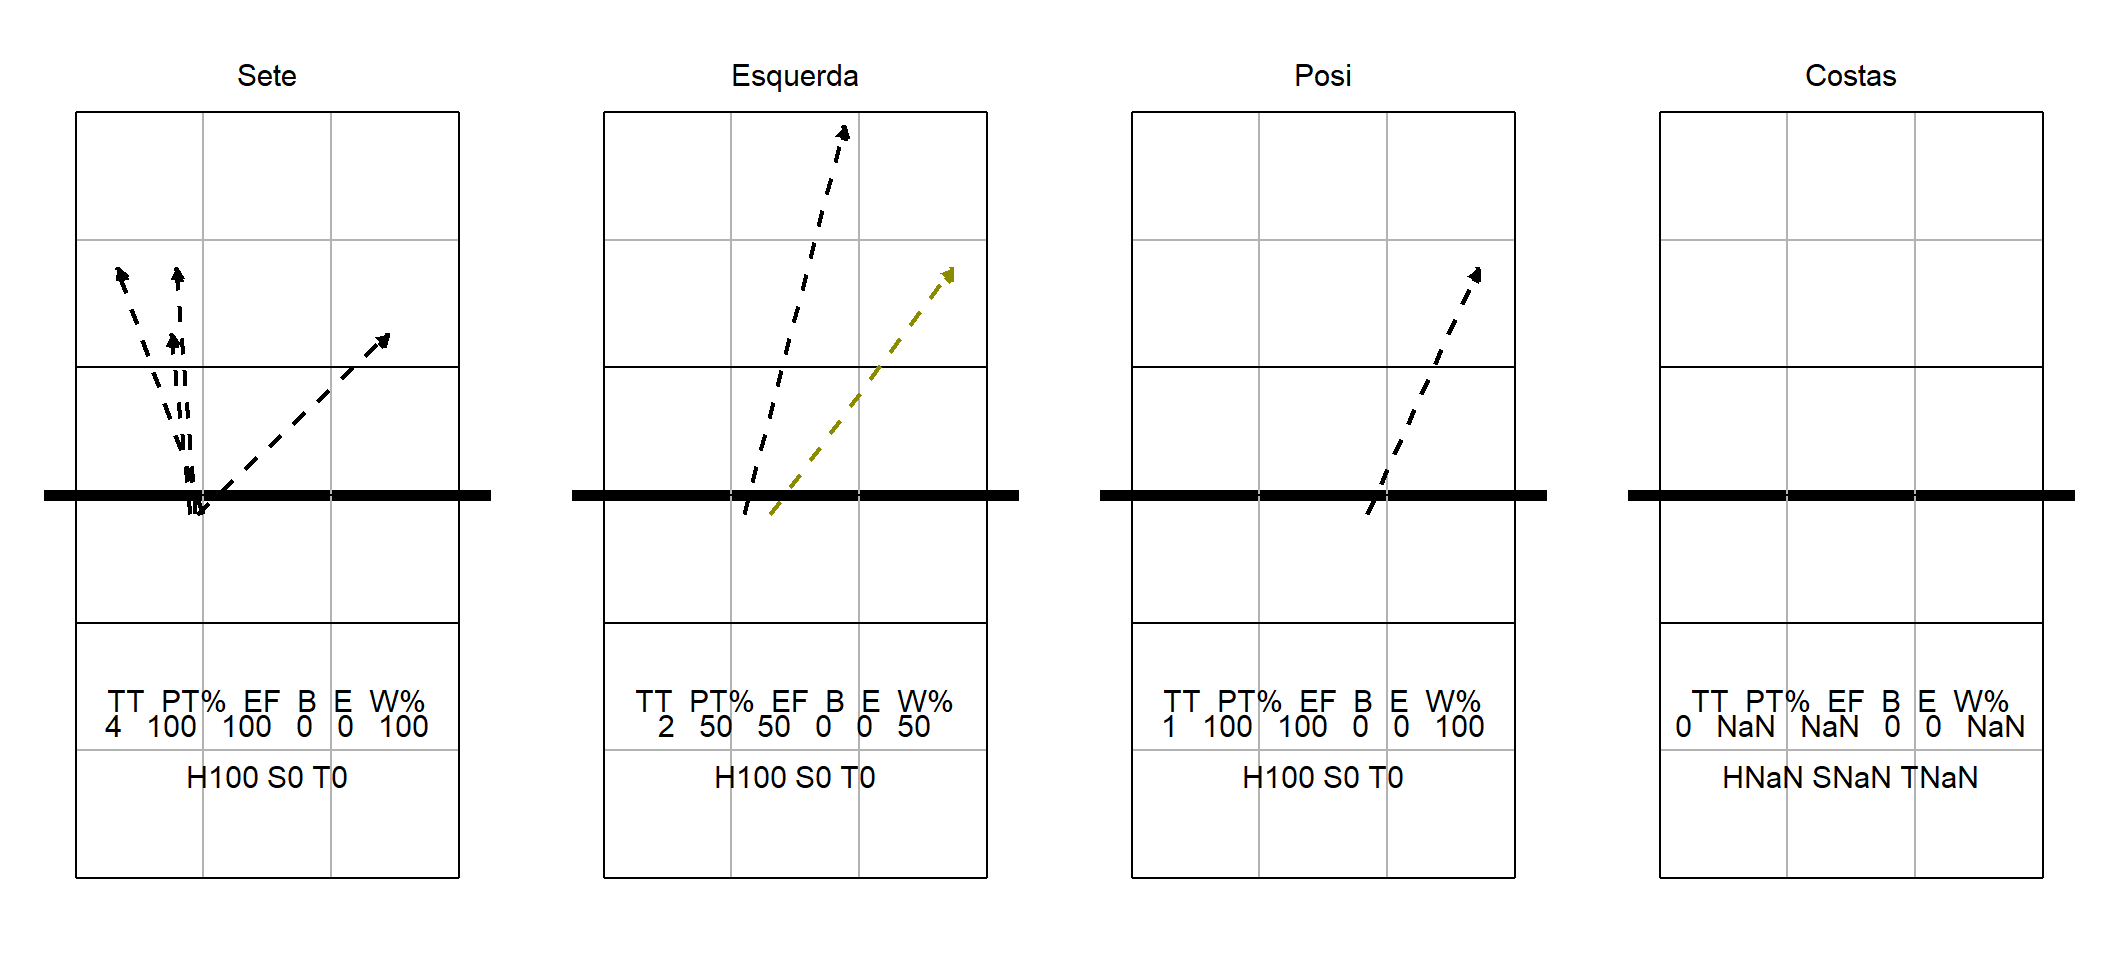 Sete
TT PT% EF B E W%
4 100 100 0 0 100
H100 S0 T0
Esquerda
TT PT% EF B E W%
2 50 50 0 0 50
H100 S0 T0
Posi
TT PT% EF B E W%
1 100 100 0 0 100
H100 S0 T0
Costas
TT PT% EF B E W%
0 NaN NaN 0 0 NaN
HNaN SNaN TNaN